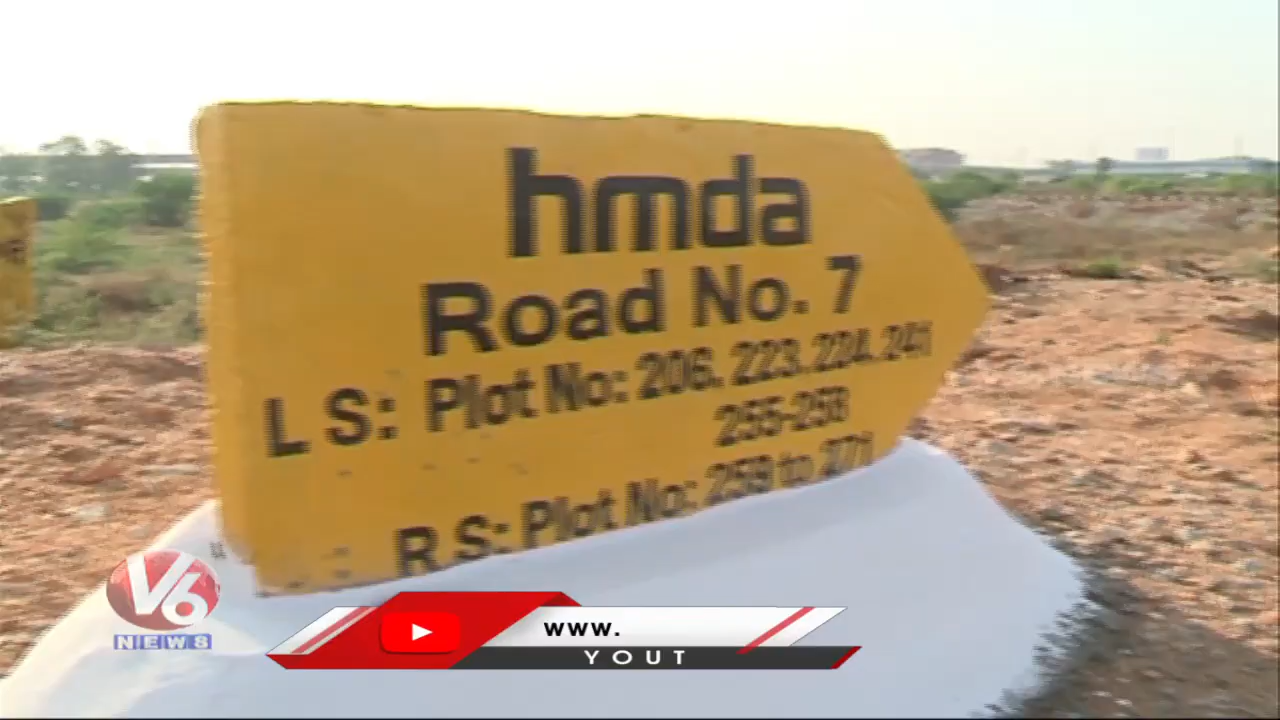 hmda
Road No. 7
L S: Plot No: 206. 223. 224. 241
255-258
R S: Plot No: 259 to 271
V6
NEWS
www.
YOUT